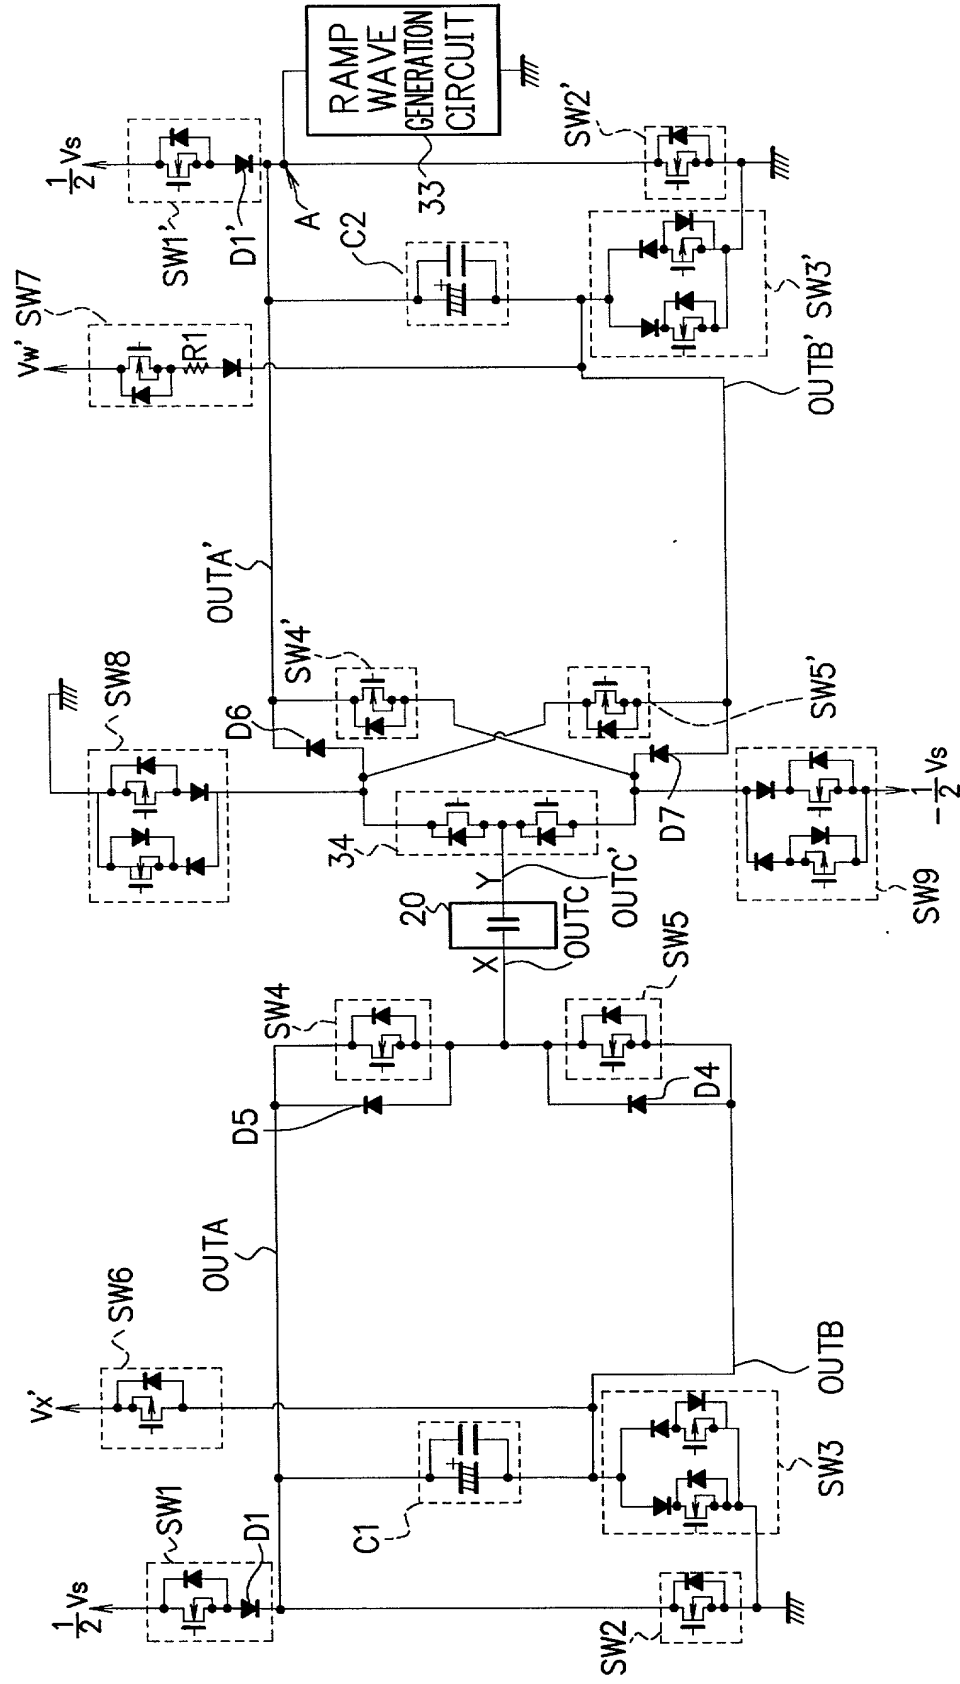 1/2 Vs
SW1
D1
Vx'
SW6
OUTA
C1
SW2
SW3
OUTB
SW4
D5
SW5
D4
X
OUTC
20
Y
OUTC'
34
SW8
D6
SW4'
OUTA'
SW5'
D7
SW9
-1/2 Vs
Vw'
SW7
R1
1/2 Vs
SW1'
D1'
A
C2
33
RAMP
WAVE
GENERATION
CIRCUIT
SW2'
SW3'
OUTB'
+
+